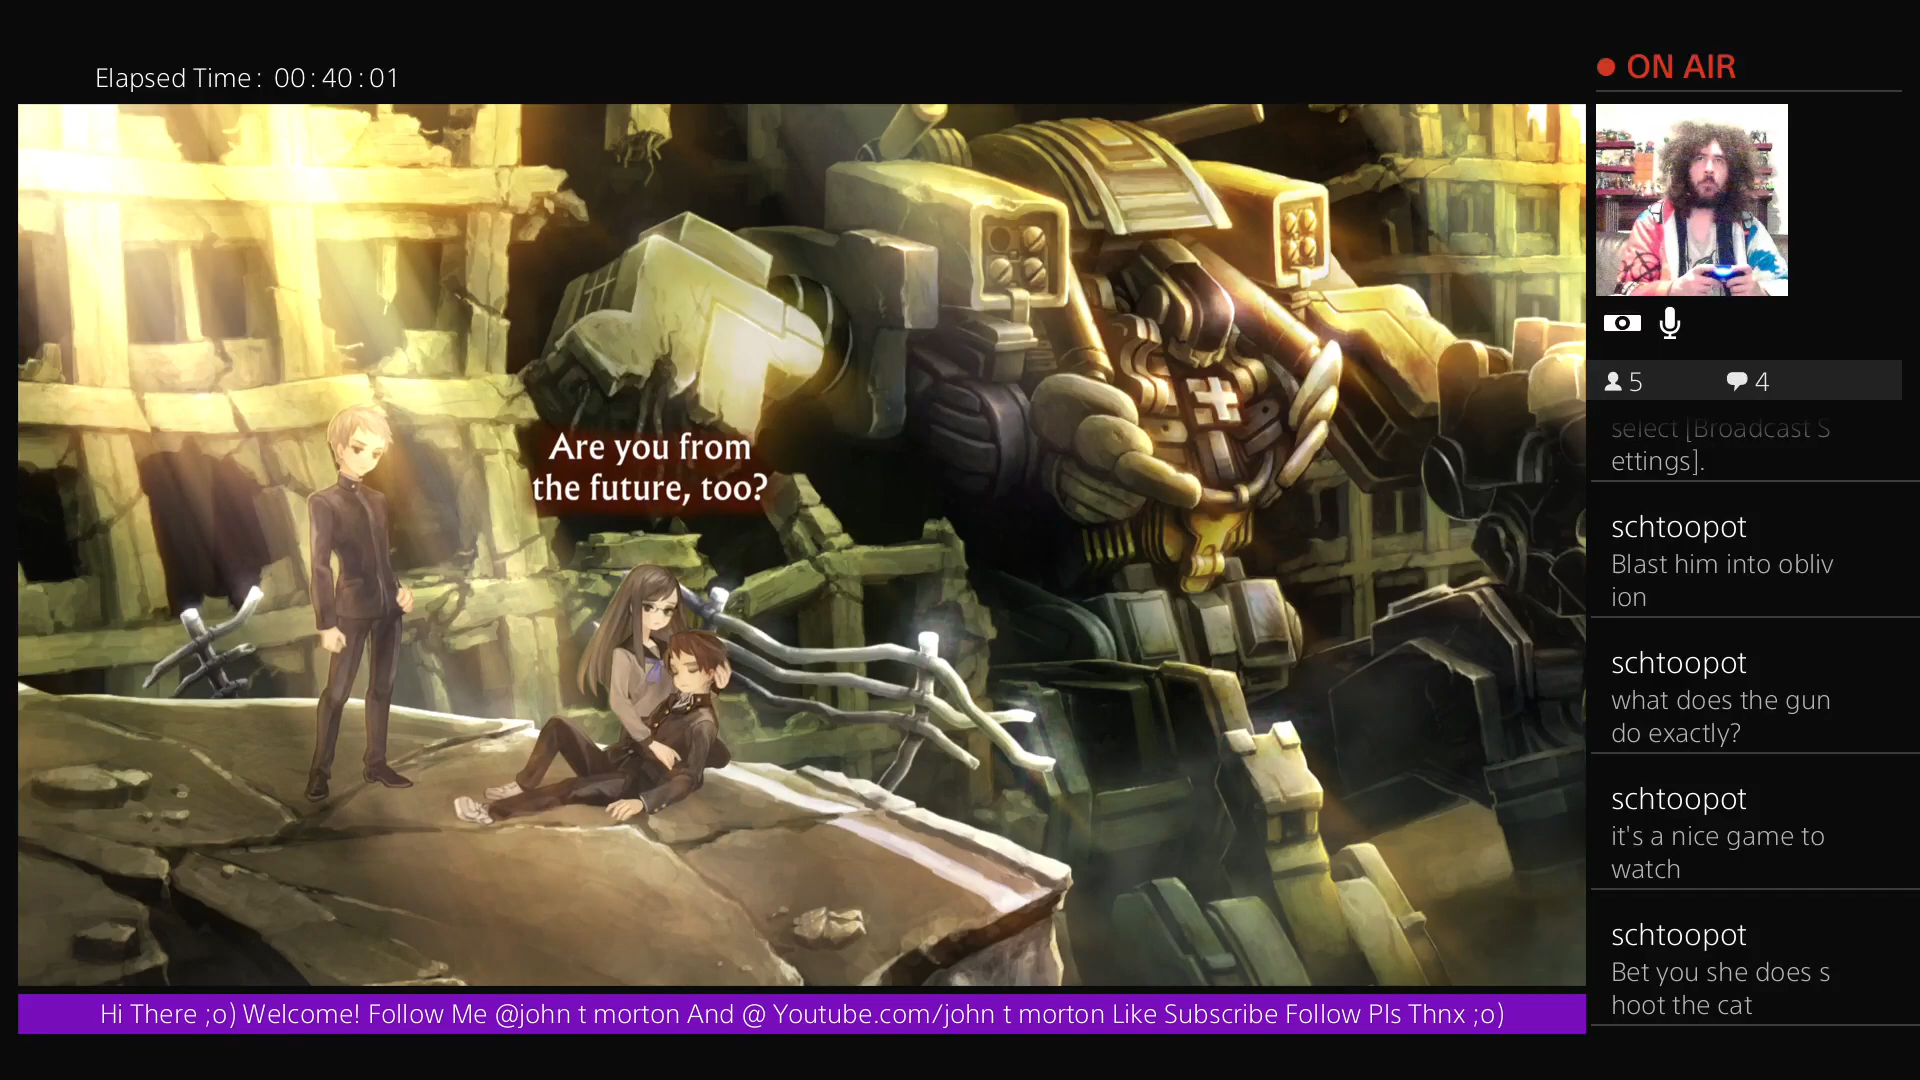 Elapsed Time: 00:40:01
ON AIR
Are you from
the future, too?
5
4
select [Broadcast S
ettings].
schtoopot
Blast him into obliv
ion
schtoopot
what does the gun
do exactly?
schtoopot
it's a nice game to
watch
schtoopot
Bet you she does s
hoot the cat
Hi There ;o) Welcome! Follow Me @john t morton And @ Youtube.com/john t morton Like Subscribe Follow Pls Thnx ;o)